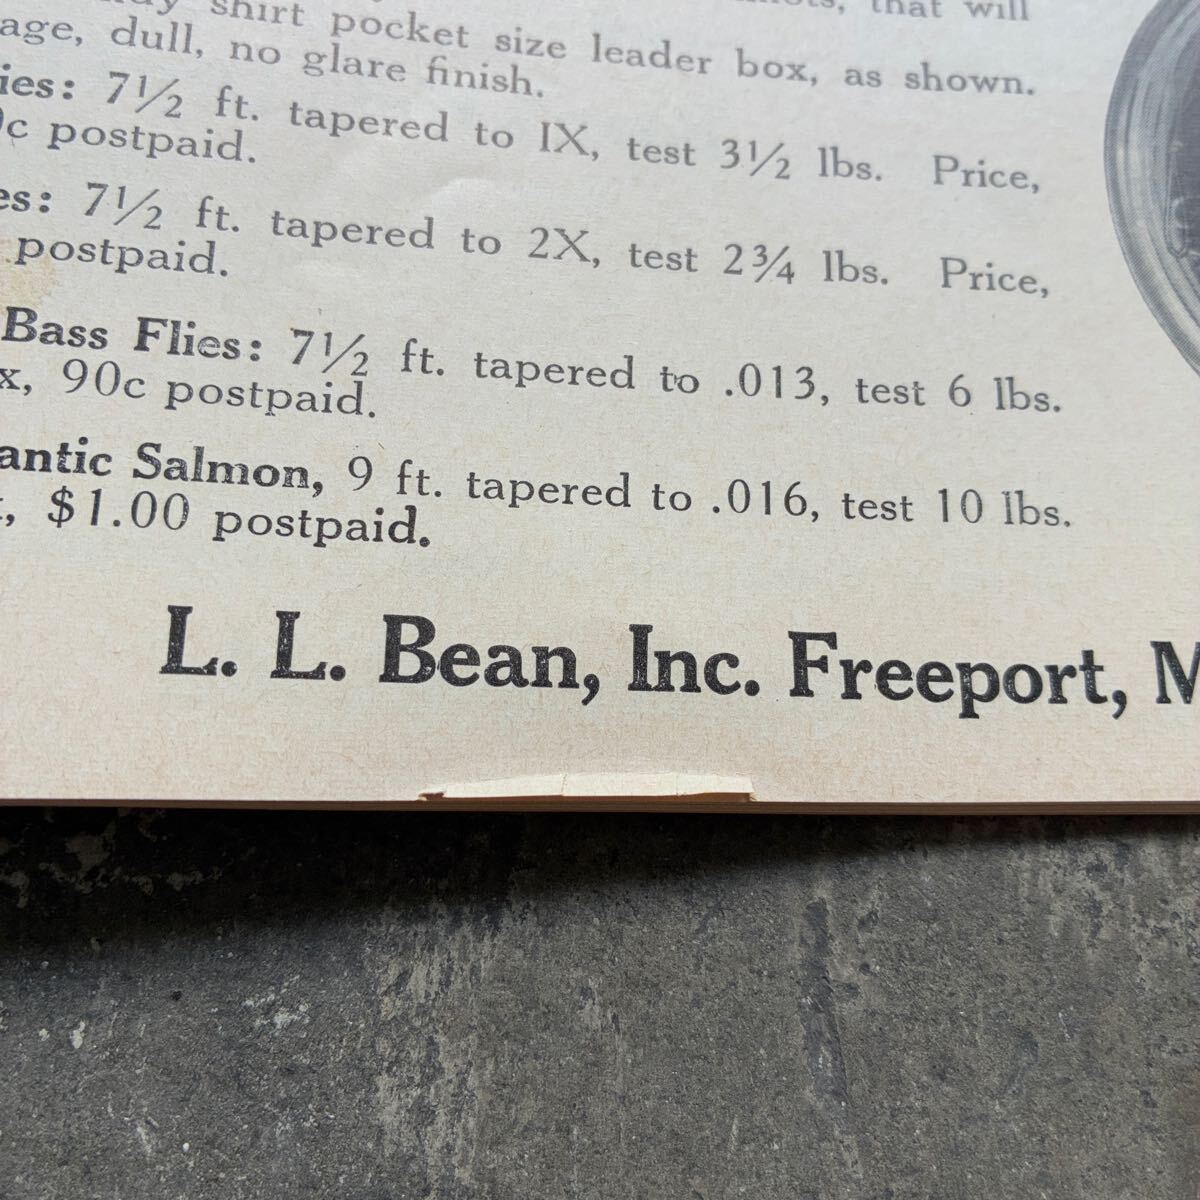 shirt pocket size leader box, as shown.
dull, no glare finish.
7½ ft. tapered to IX, test 3½ lbs. Price,
postpaid.
7½ ft. tapered to 2X, test 2¾ lbs. Price,
postpaid.
Bass Flies: 7½ ft. tapered to .013, test 6 lbs.
90c postpaid.
antic Salmon, 9 ft. tapered to .016, test 10 lbs.
$1.00 postpaid.
L. L. Bean, Inc. Freeport, M